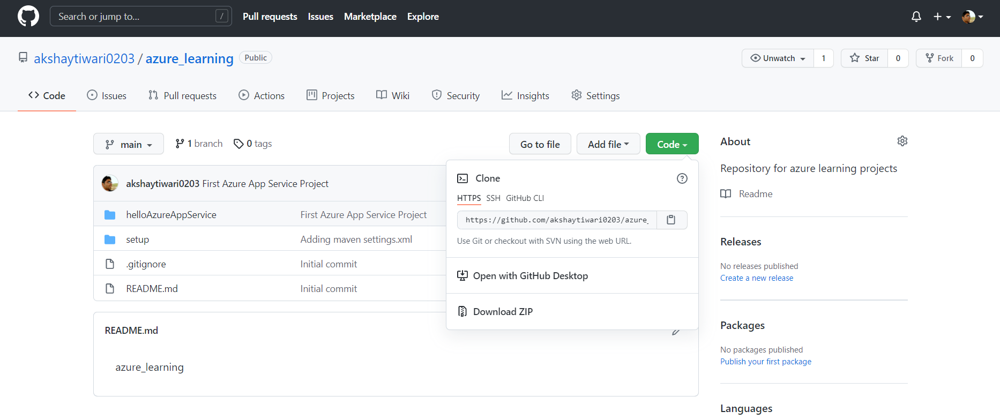 Search or jump to... / Pull requests Issues Marketplace Explore
akshaytiwari0203 / azure_learning Public Unwatch 1 Star 0 Fork 0
Code Issues Pull requests Actions Projects Wiki Security Insights Settings
main 1 branch 0 tags Go to file Add file Code
akshaytiwari0203 First Azure App Service Project
helloAzureAppService First Azure App Service Project
setup Adding maven settings.xml
.gitignore Initial commit
README.md Initial commit
README.md
azure_learning
Clone
HTTPS SSH GitHub CLI
https://github.com/akshaytiwari0203/azure_
Use Git or checkout with SVN using the web URL.
Open with GitHub Desktop
Download ZIP
About
Repository for azure learning projects
Readme
Releases
No releases published
Create a new release
Packages
No packages published
Publish your first package
Languages